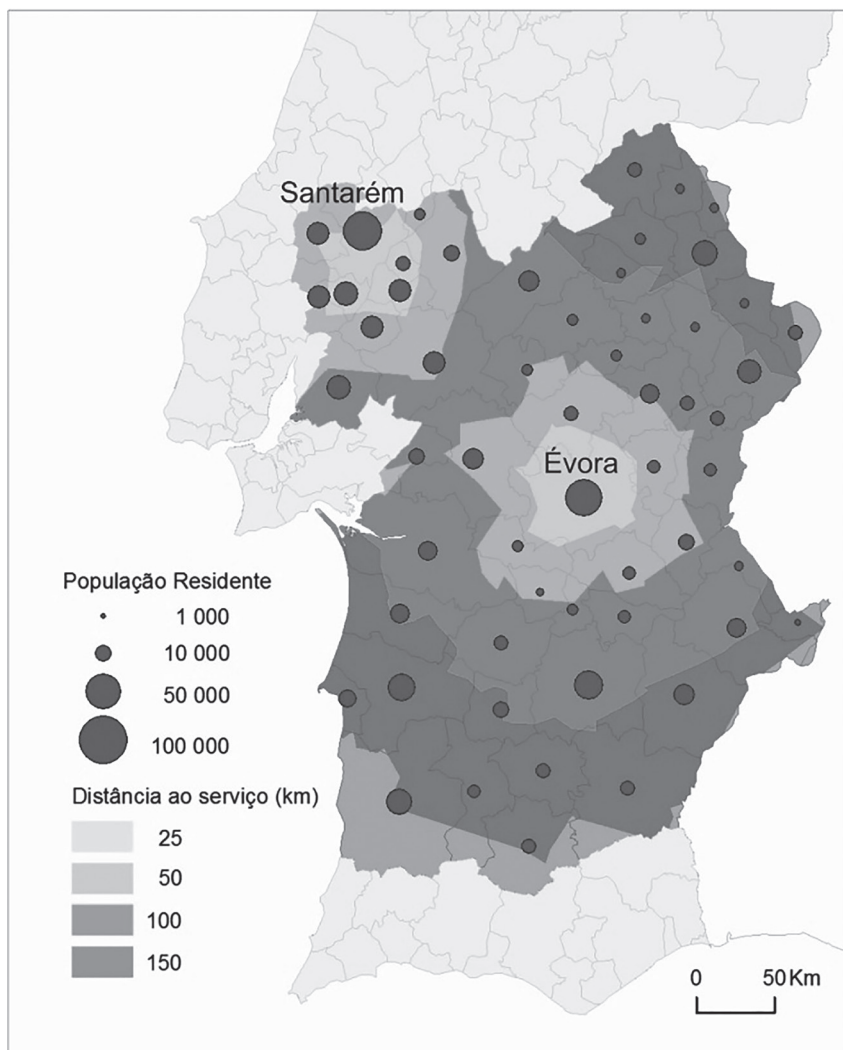 Santarém
Évora
População Residente
1 000
10 000
50 000
100 000
Distância ao serviço (km)
25
50
100
150
0 50 Km